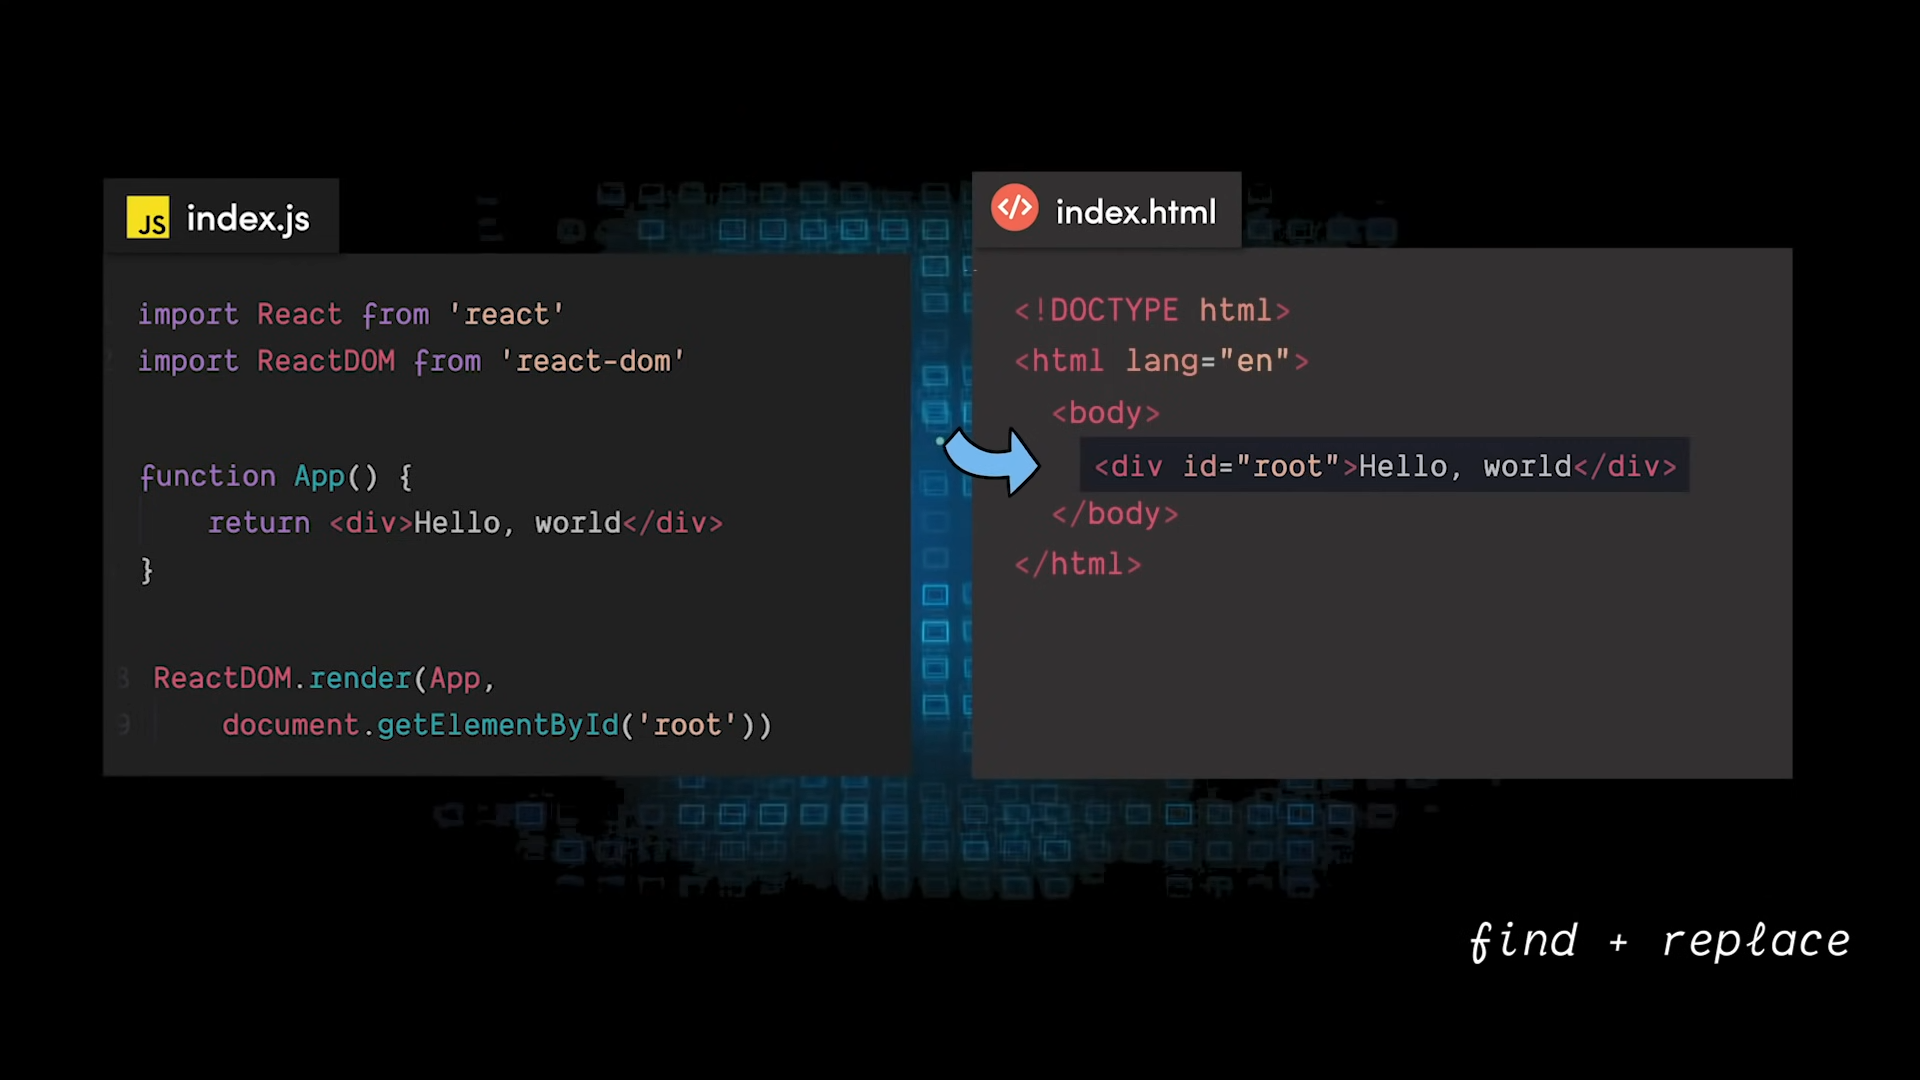 JS index.js
import React from 'react'
import ReactDOM from 'react-dom'
function App() {
return <div>Hello, world</div>
}
8 ReactDOM.render(App,
9 document.getElementById('root'))
</> index.html
<!DOCTYPE html>
<html lang="en">
<body>
<div id="root">Hello, world</div>
</body>
</html>
find + replace